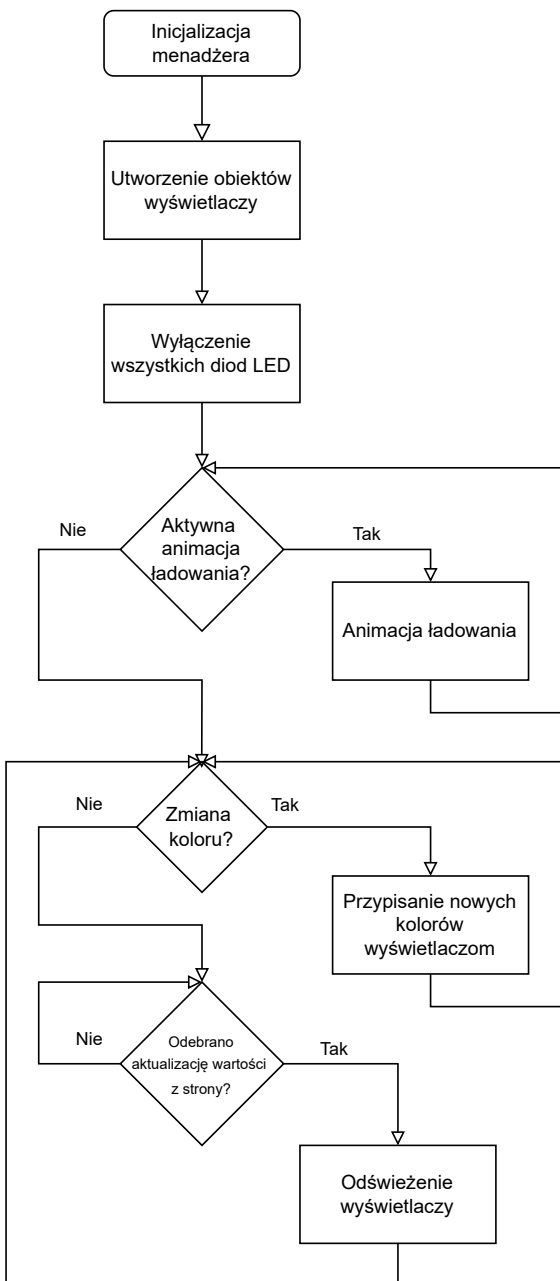 Inicjalizacja
menadżera
Utworzenie obiektów
wyświetlaczy
Wyłączenie
wszystkich diod LED
Nie
Aktywna
animacja
ładowania?
Tak
Animacja ładowania
Nie
Zmiana
koloru?
Tak
Przypisanie nowych
kolorów
wyświetlaczom
Nie
Odebrano
aktualizację wartości
z strony?
Tak
Odświeżenie
wyświetlaczy